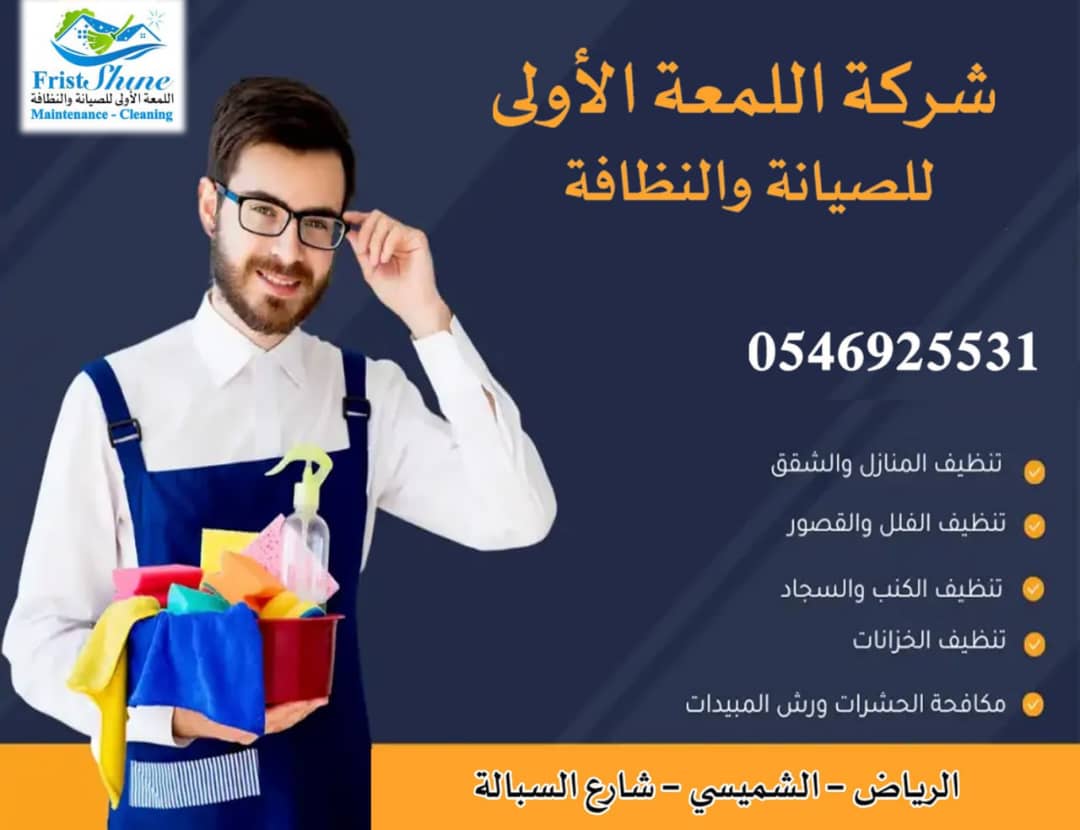 Frist Shine
اللمعة الأولى للصيانة والنظافة
Maintenance - Cleaning
شركة اللمعة الأولى
للصيانة والنظافة
0546925531
تنظيف المنازل والشقق
تنظيف الفلل والقصور
تنظيف الكنب والسجاد
تنظيف الخزانات
مكافحة الحشرات ورش المبيدات
الرياض - الشميسي - شارع السبالة